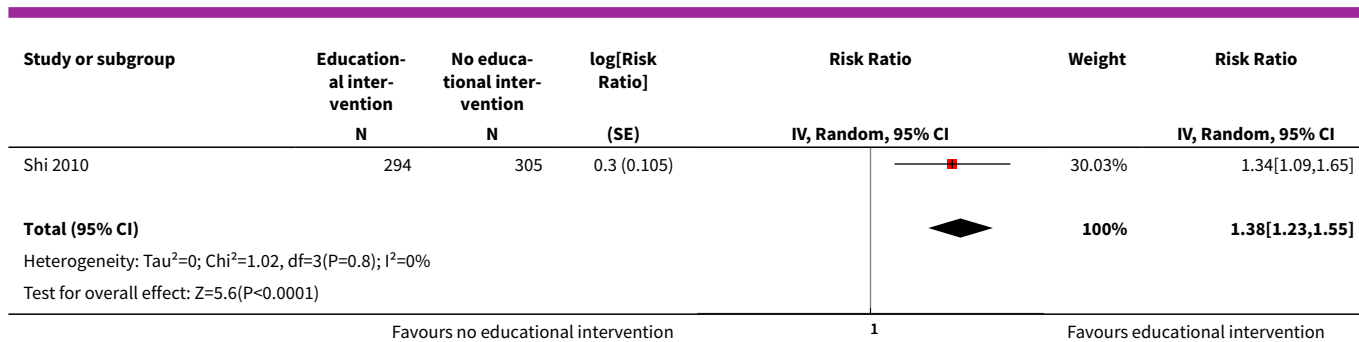 Study or subgroup Education- No educa- log[Risk Risk Ratio Weight Risk Ratio
al inter- tional inter- Ratio]
vention vention
N N (SE) IV, Random, 95% CI IV, Random, 95% CI
Shi 2010 294 305 0.3 (0.105) 30.03% 1.34[1.09,1.65]
Total (95% CI) 100% 1.38[1.23,1.55]
Heterogeneity: Tau²=0; Chi²=1.02, df=3(P=0.8); I²=0%
Test for overall effect: Z=5.6(P<0.0001)
Favours no educational intervention 1 Favours educational intervention